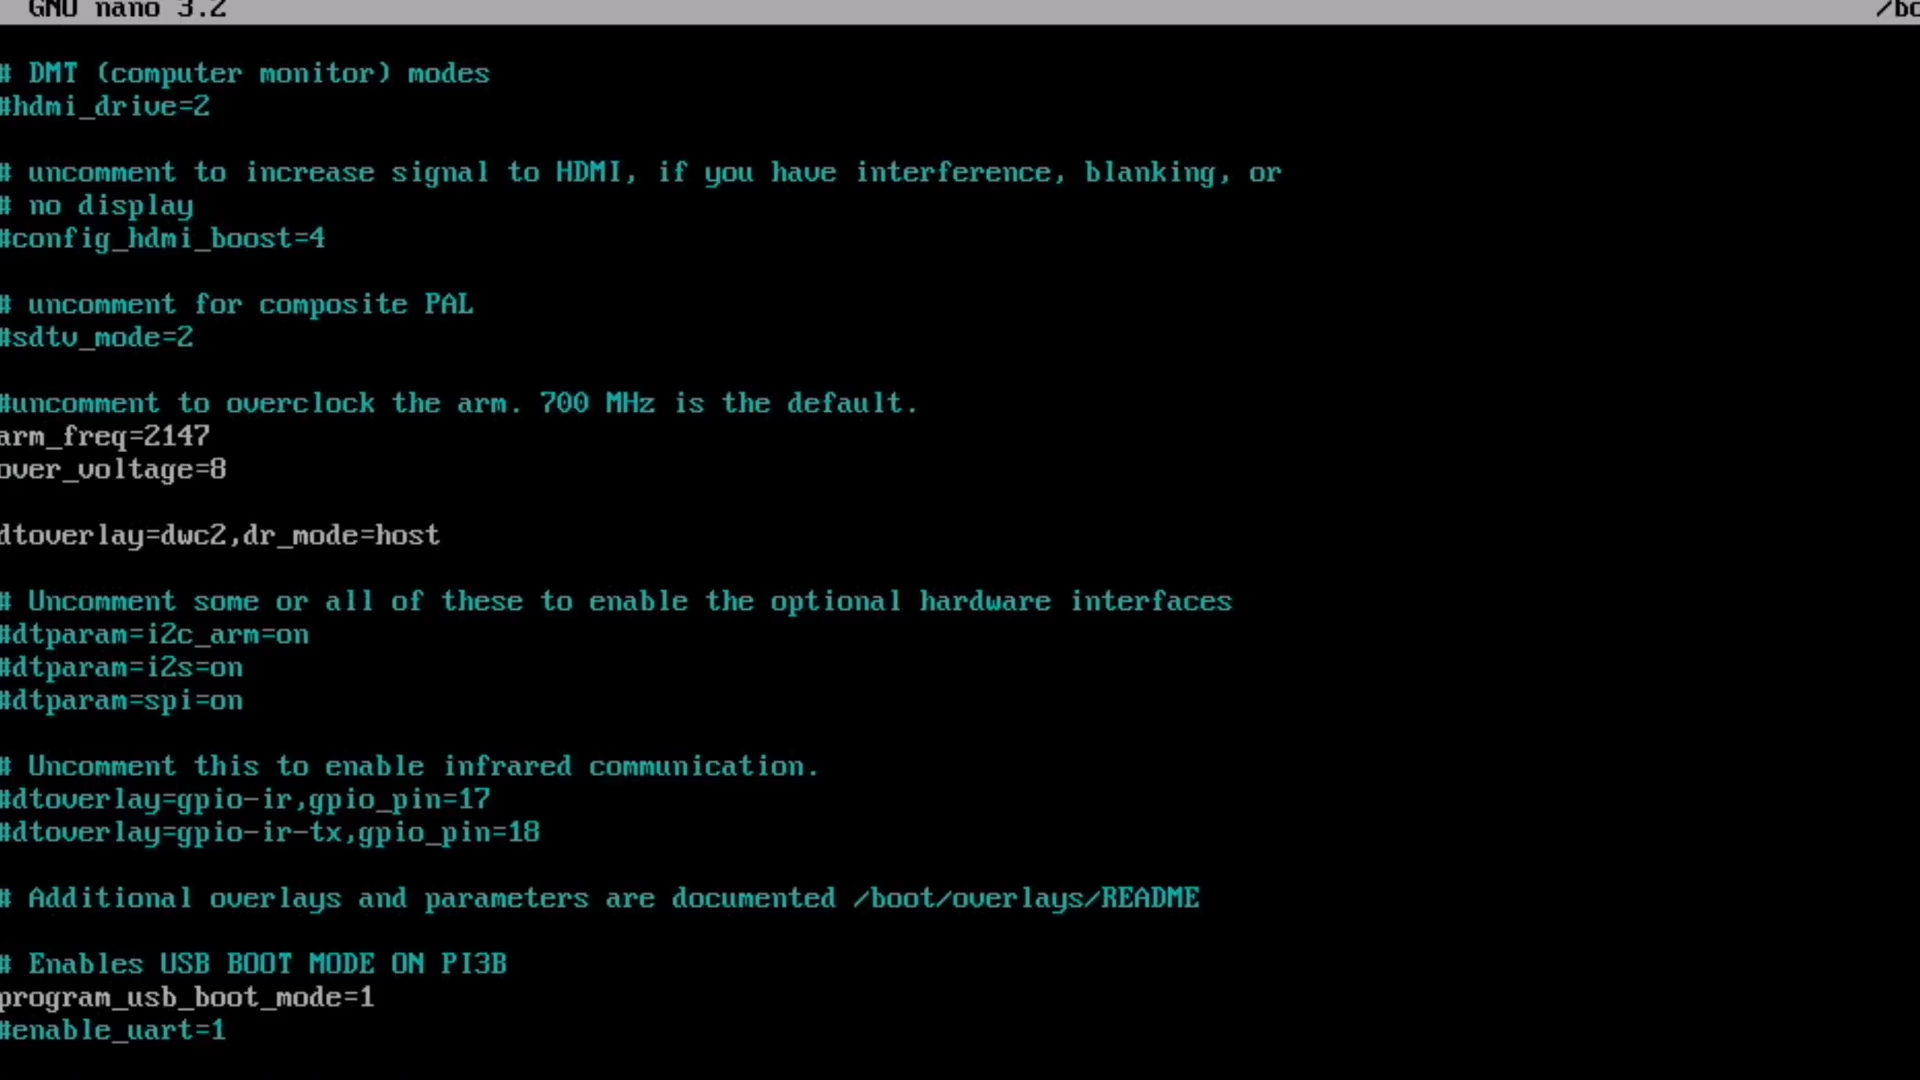 GNU nano 3.2 /bo
# DMT (computer monitor) modes
#hdmi_drive=2
# uncomment to increase signal to HDMI, if you have interference, blanking, or
# no display
#config_hdmi_boost=4
# uncomment for composite PAL
#sdtv_mode=2
#uncomment to overclock the arm. 700 MHz is the default.
arm_freq=2147
over_voltage=8
dtoverlay=dwc2,dr_mode=host
# Uncomment some or all of these to enable the optional hardware interfaces
#dtparam=i2c_arm=on
#dtparam=i2s=on
#dtparam=spi=on
# Uncomment this to enable infrared communication.
#dtoverlay=gpio-ir,gpio_pin=17
#dtoverlay=gpio-ir-tx,gpio_pin=18
# Additional overlays and parameters are documented /boot/overlays/README
# Enables USB BOOT MODE ON PI3B
program_usb_boot_mode=1
#enable_uart=1